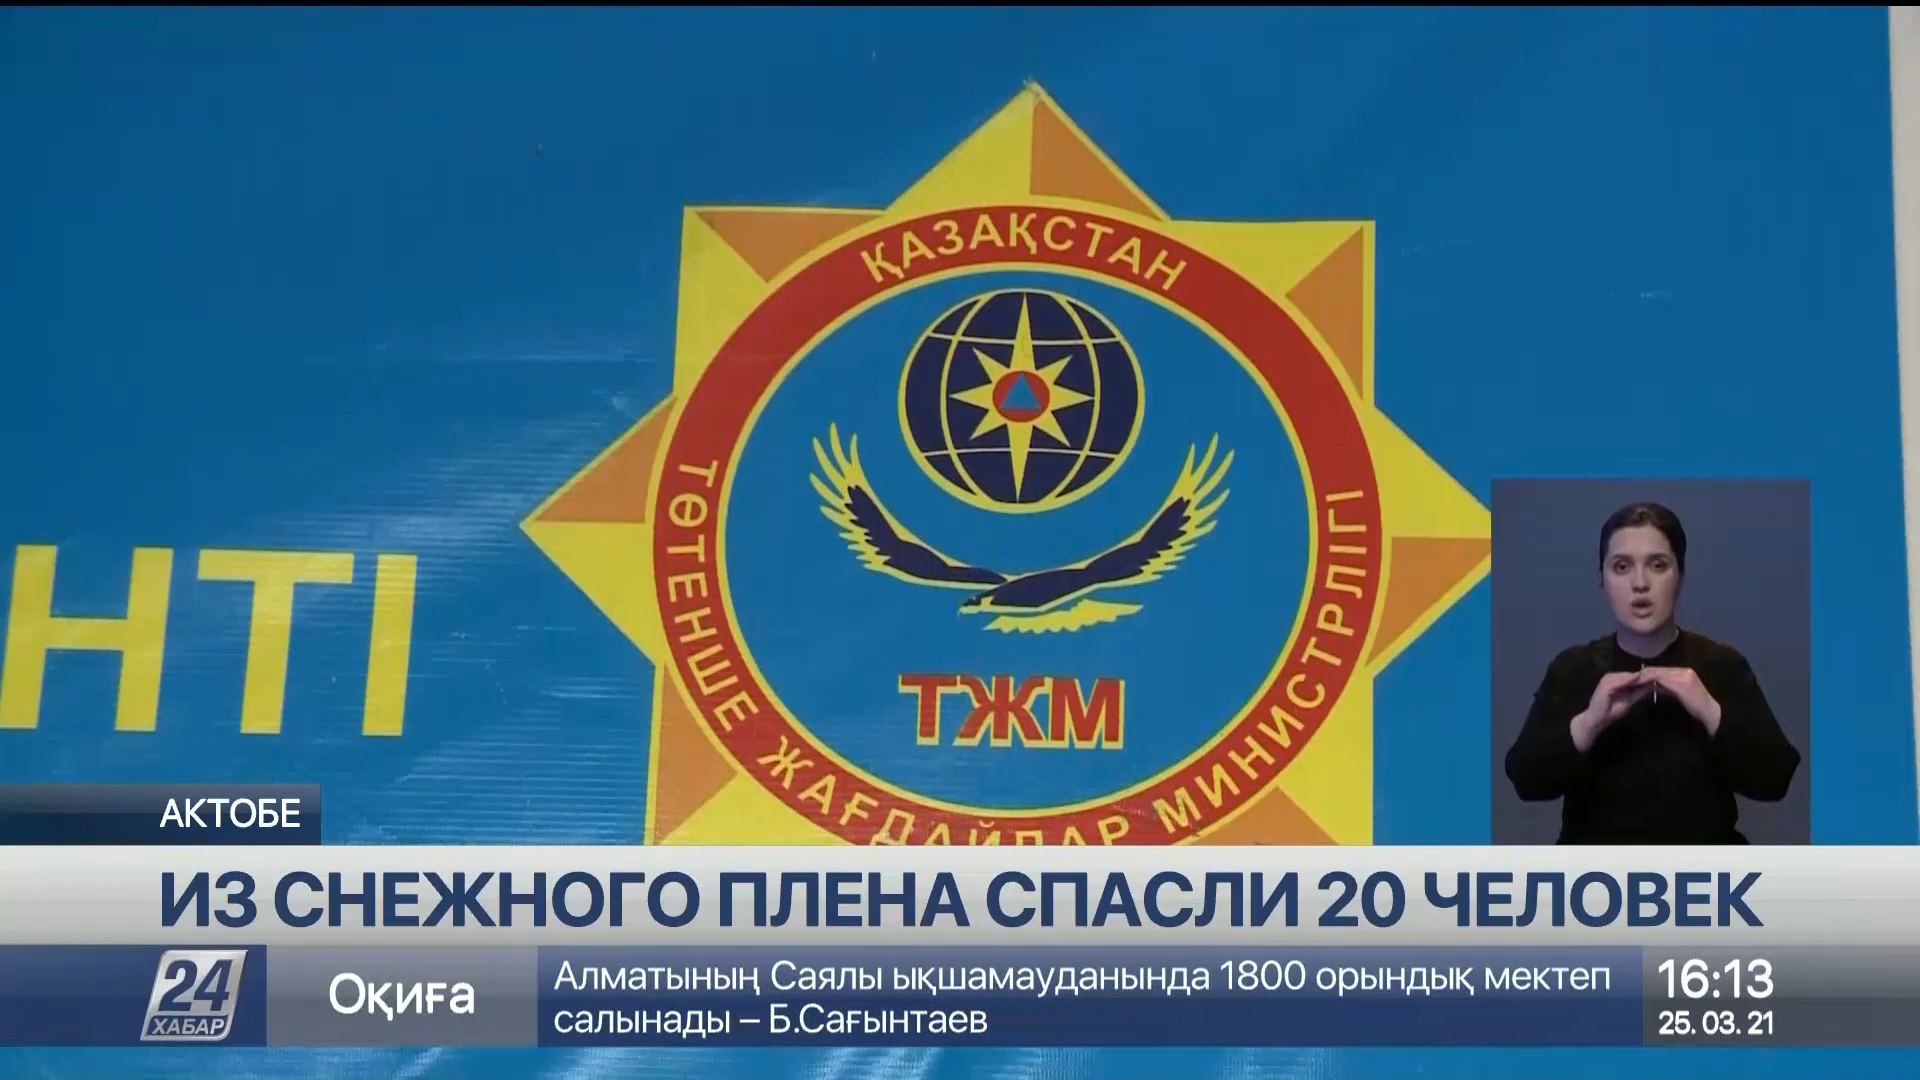 ҚАЗАҚСТАН
ТӨТЕНШЕ ЖАҒДАЙЛАР МИНИСТРЛІГІ
ТЖМ
НТІ
АКТОБЕ
ИЗ СНЕЖНОГО ПЛЕНА СПАСЛИ 20 ЧЕЛОВЕК
24
ХАБАР
Оқиға
Алматының Саялы ықшамауданында 1800 орындық мектеп
салынады – Б.Сағынтаев
16:13
25. 03. 21